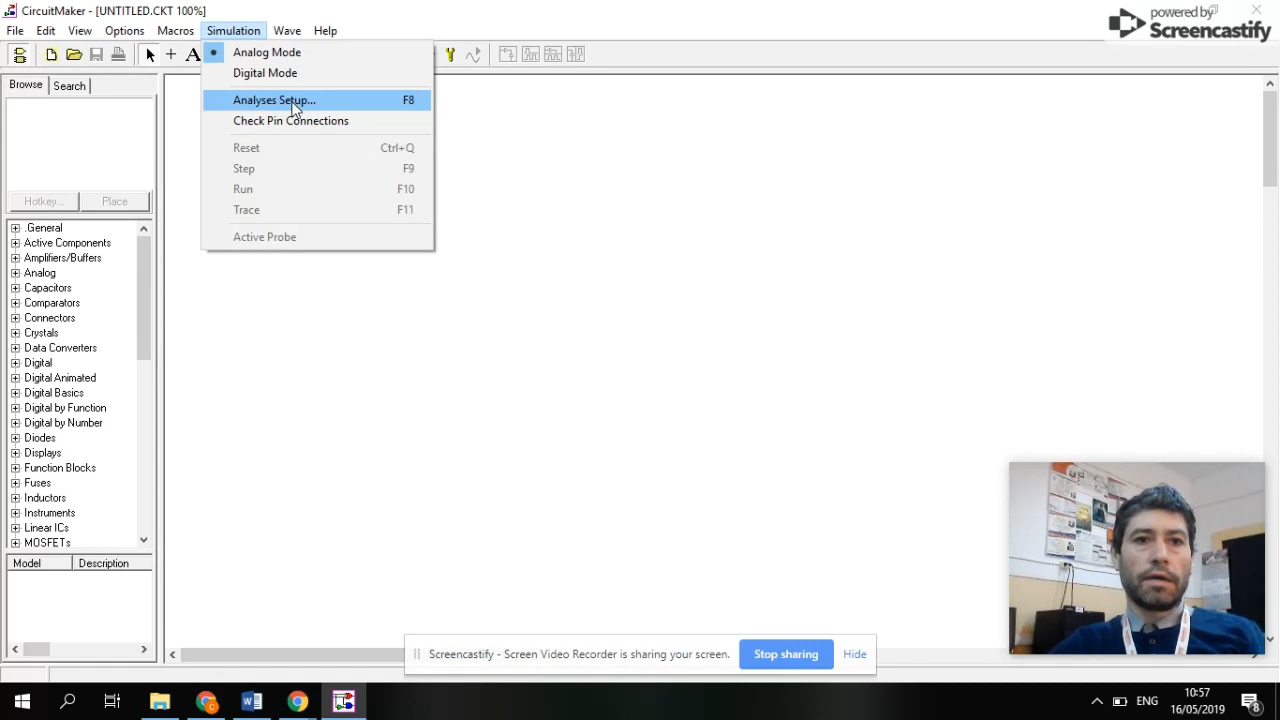 CircuitMaker - [UNTITLED.CKT 100%]
powered by
Screencastify
File Edit View Options Macros Simulation Wave Help
A
Analog Mode
Digital Mode
Analyses Setup... F8
Check Pin Connections
Reset Ctrl+Q
Step F9
Run F10
Trace F11
Active Probe
Browse Search
Hotkey... Place
.General
Active Components
Amplifiers/Buffers
Analog
Capacitors
Comparators
Connectors
Crystals
Data Converters
Digital
Digital Animated
Digital Basics
Digital by Function
Digital by Number
Diodes
Displays
Function Blocks
Fuses
Inductors
Instruments
Linear ICs
MOSFETs
Model Description
Screencastify - Screen Video Recorder is sharing your screen. Stop sharing Hide
ENG
10:57
16/05/2019
8